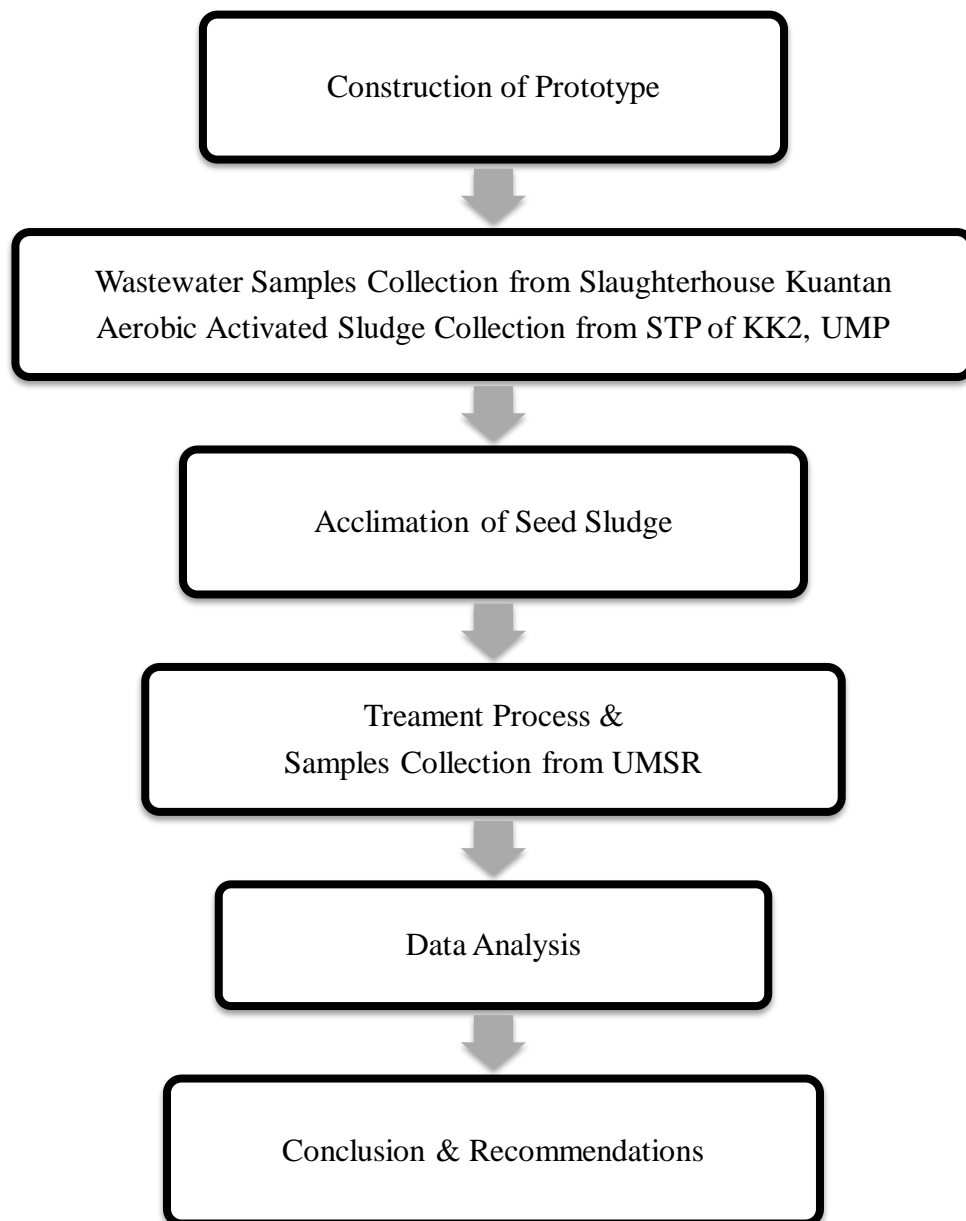 Construction of Prototype
Wastewater Samples Collection from Slaughterhouse Kuantan
Aerobic Activated Sludge Collection from STP of KK2, UMP
Acclimation of Seed Sludge
Treament Process &
Samples Collection from UMSR
Data Analysis
Conclusion & Recommendations